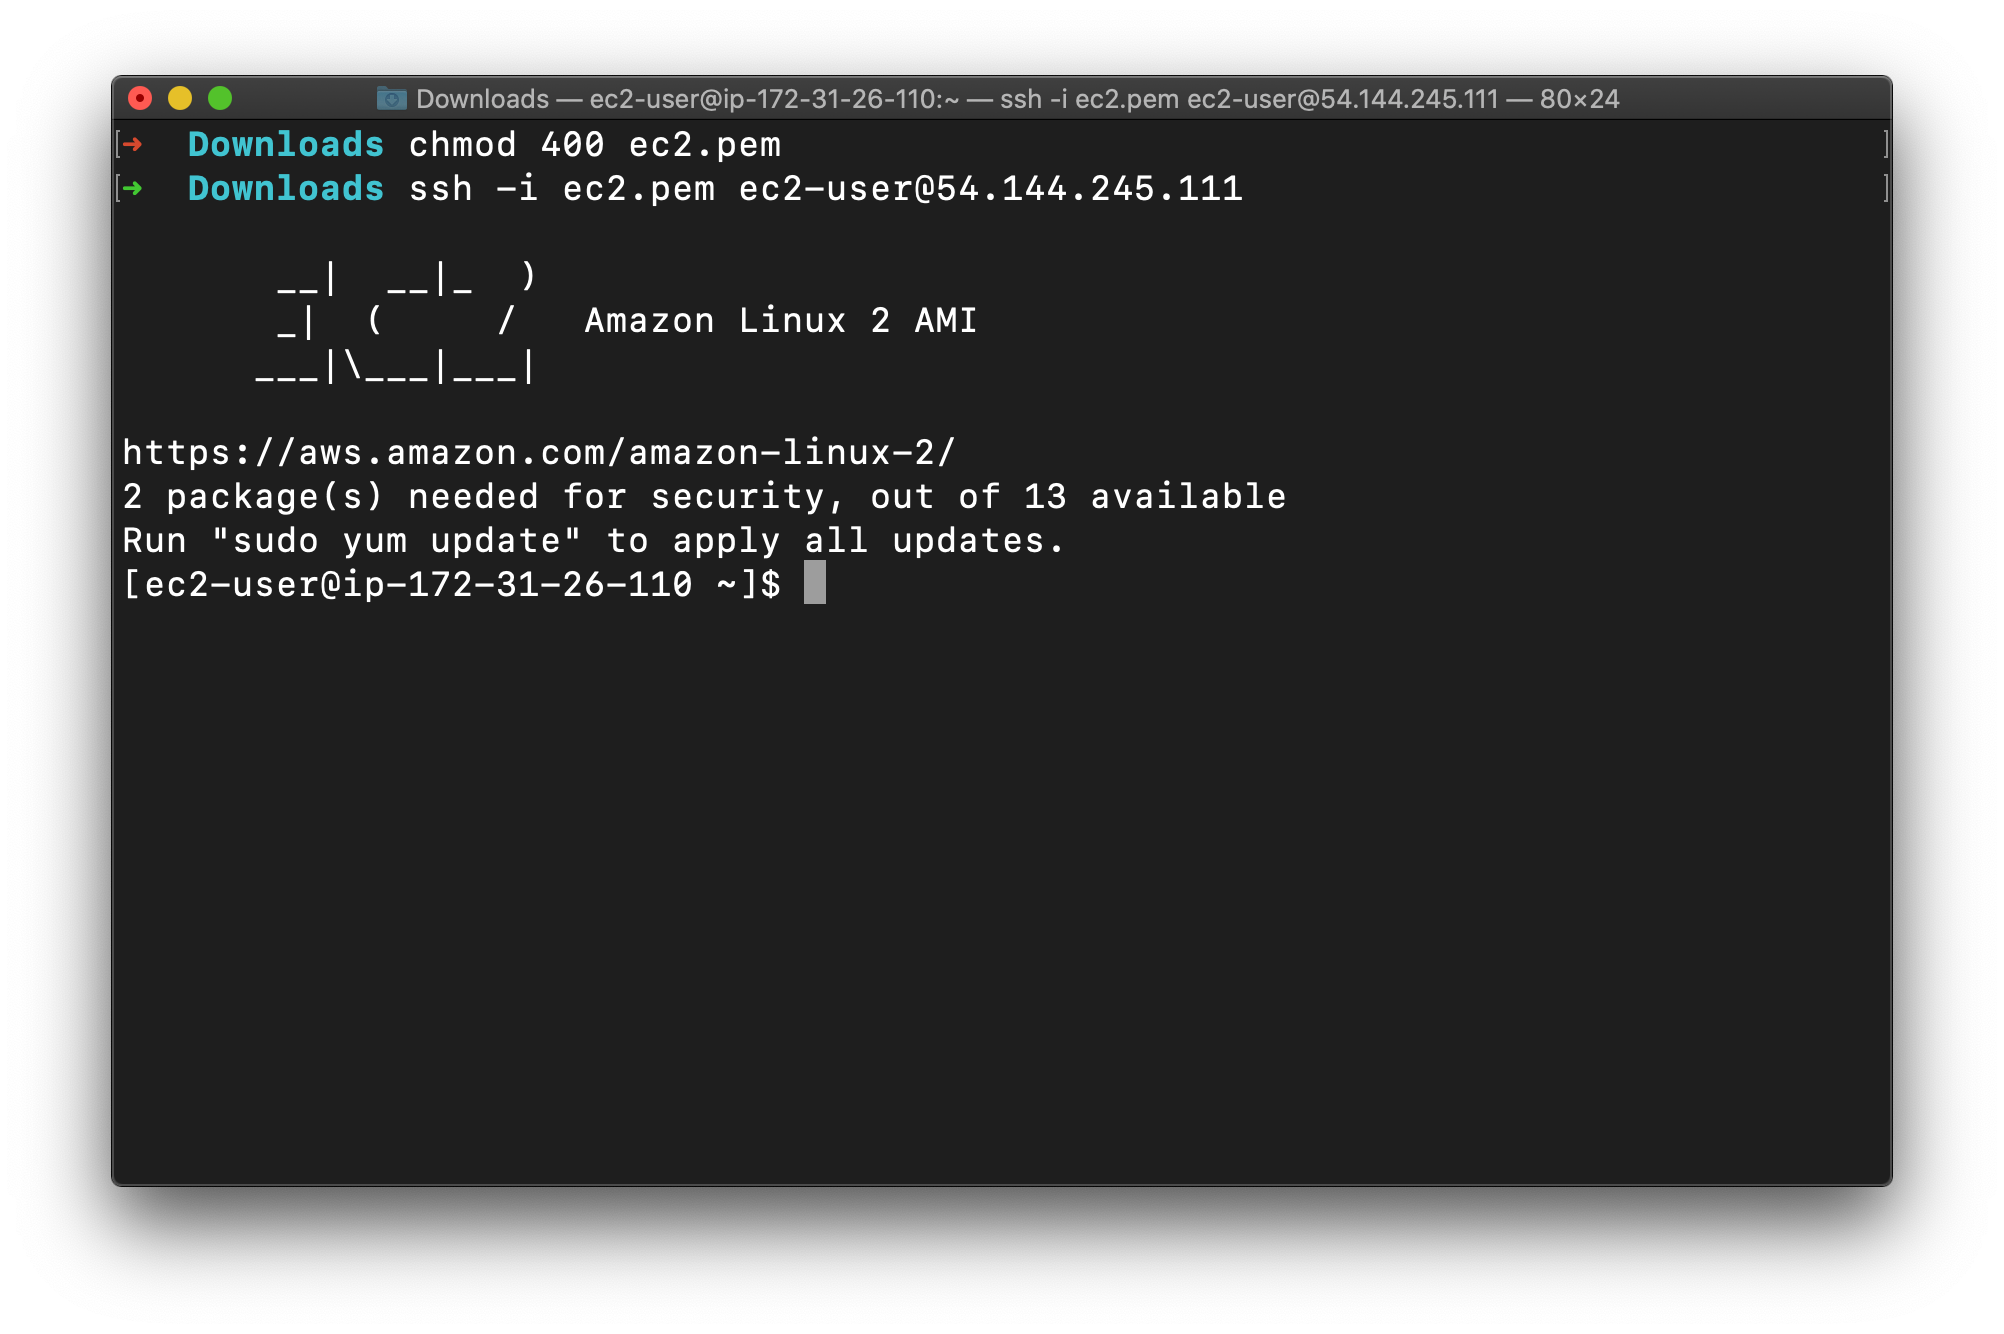 Downloads — ec2-user@ip-172-31-26-110:~ — ssh -i ec2.pem ec2-user@54.144.245.111 — 80×24
[➜  Downloads chmod 400 ec2.pem ]
[➜  Downloads ssh -i ec2.pem ec2-user@54.144.245.111 ]
       __|  __|_  )
       _|  (     /   Amazon Linux 2 AMI
      ___|\___|___|
https://aws.amazon.com/amazon-linux-2/
2 package(s) needed for security, out of 13 available
Run "sudo yum update" to apply all updates.
[ec2-user@ip-172-31-26-110 ~]$